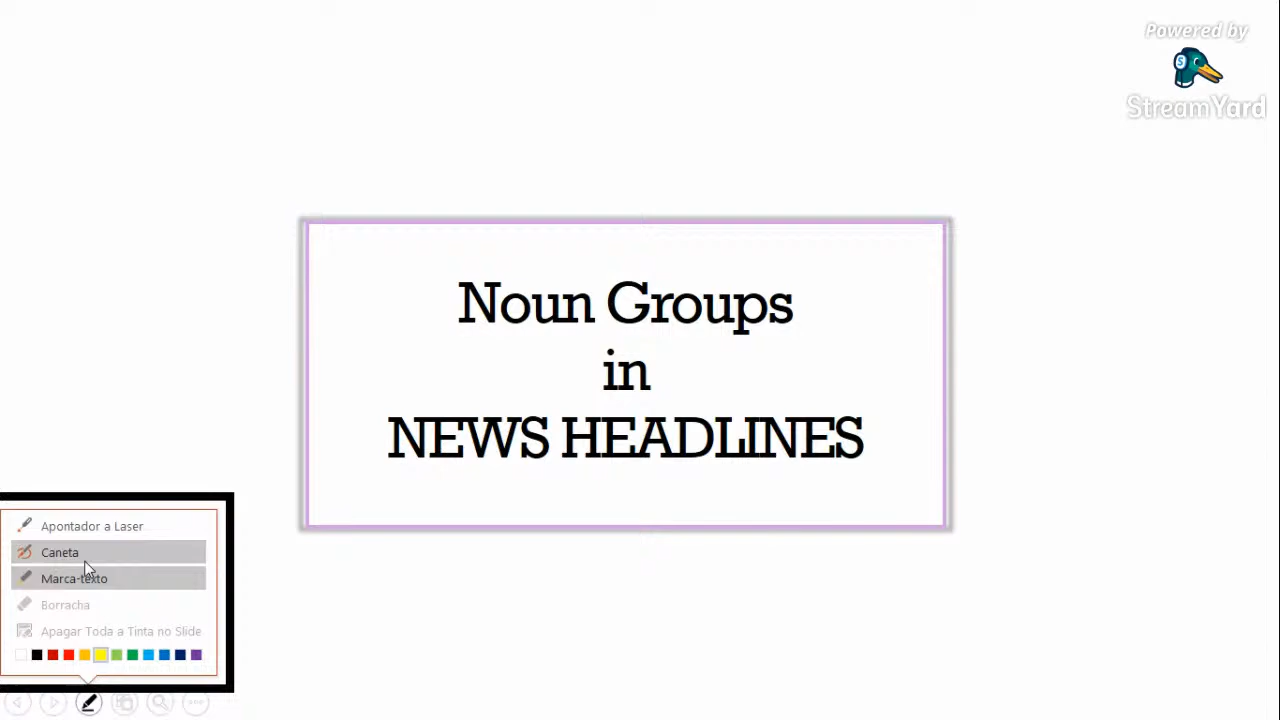 Powered by
StreamYard
Noun Groups
in
NEWS HEADLINES
Apontador a Laser
Caneta
Marca-texto
Borracha
Apagar Toda a Tinta no Slide